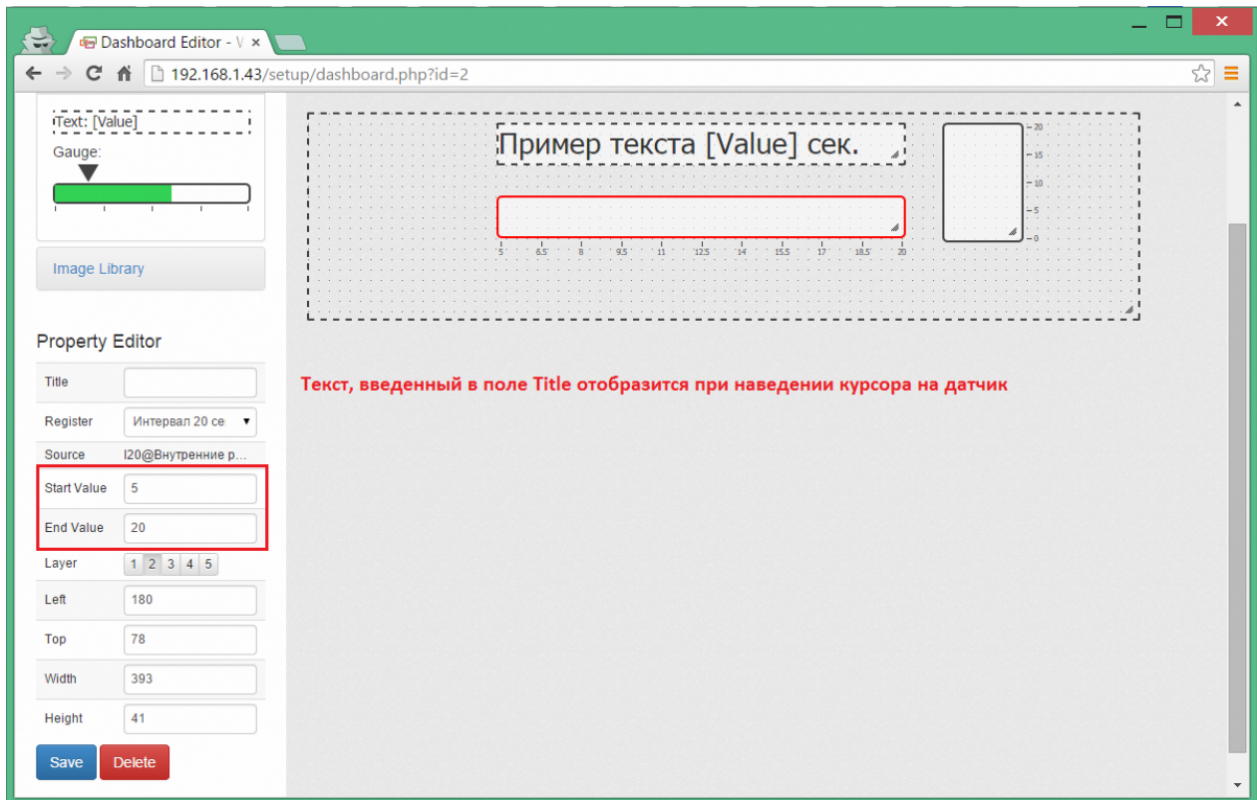 Dashboard Editor - V
192.168.1.43/setup/dashboard.php?id=2
Text: [Value]
Gauge:
Image Library
Property Editor
Title
Register Интервал 20 се
Source I20@Внутренние р...
Start Value 5
End Value 20
Layer 1 2 3 4 5
Left 180
Top 78
Width 393
Height 41
Save Delete
Пример текста [Value] сек.
5 6.5 8 9.5 11 12.5 14 15.5 17 18.5 20
20
15
10
5
0
Текст, введенный в поле Title отобразится при наведении курсора на датчик